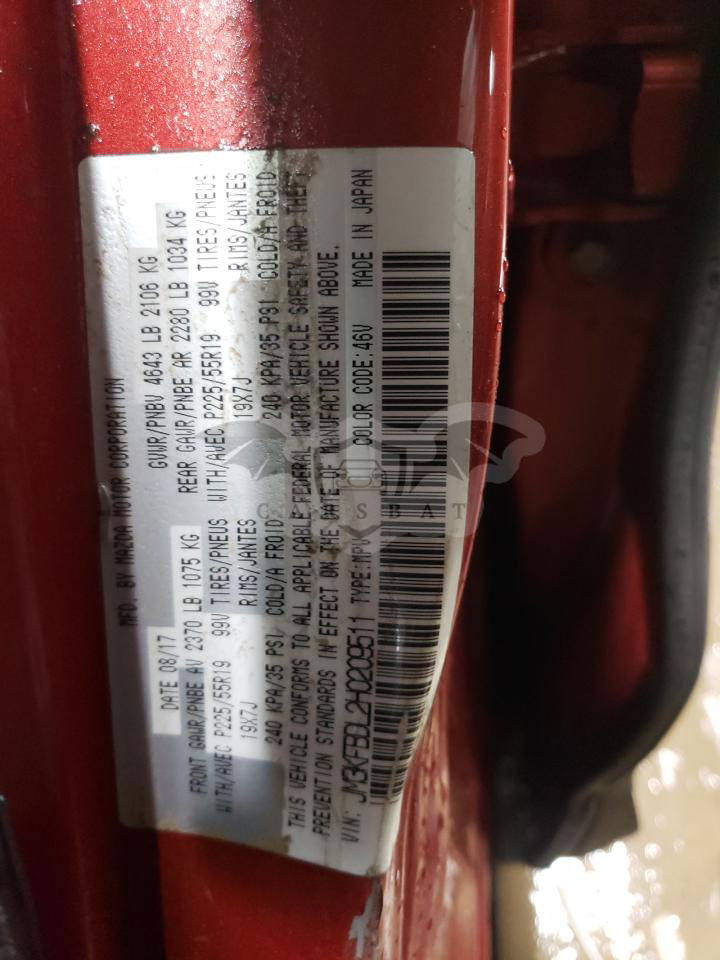 MFD. BY MAZDA MOTOR CORPORATION
DATE 08/17 GVWR/PNBV 4643 LB 2106 KG
FRONT GAWR/PNBE AV 2370 LB 1075 KG REAR GAWR/PNBE AR 2280 LB 1034 KG
WITH/AVEC P225/55R19 99V TIRES/PNEUS WITH/AVEC P225/55R19 99V TIRES/PNEUS
19X7J RIMS/JANTES 19X7J RIMS/JANTES
240 KPA/35 PSI COLD/A FROID 240 KPA/35 PSI COLD/A FROID
THIS VEHICLE CONFORMS TO ALL APPLICABLE FEDERAL MOTOR VEHICLE SAFETY AND THEFT
PREVENTION STANDARDS IN EFFECT ON THE DATE OF MANUFACTURE SHOWN ABOVE.
VIN: JM3KFBDL2H0209511 TYPE:MPV COLOR CODE:46V MADE IN JAPAN
CARSBAT